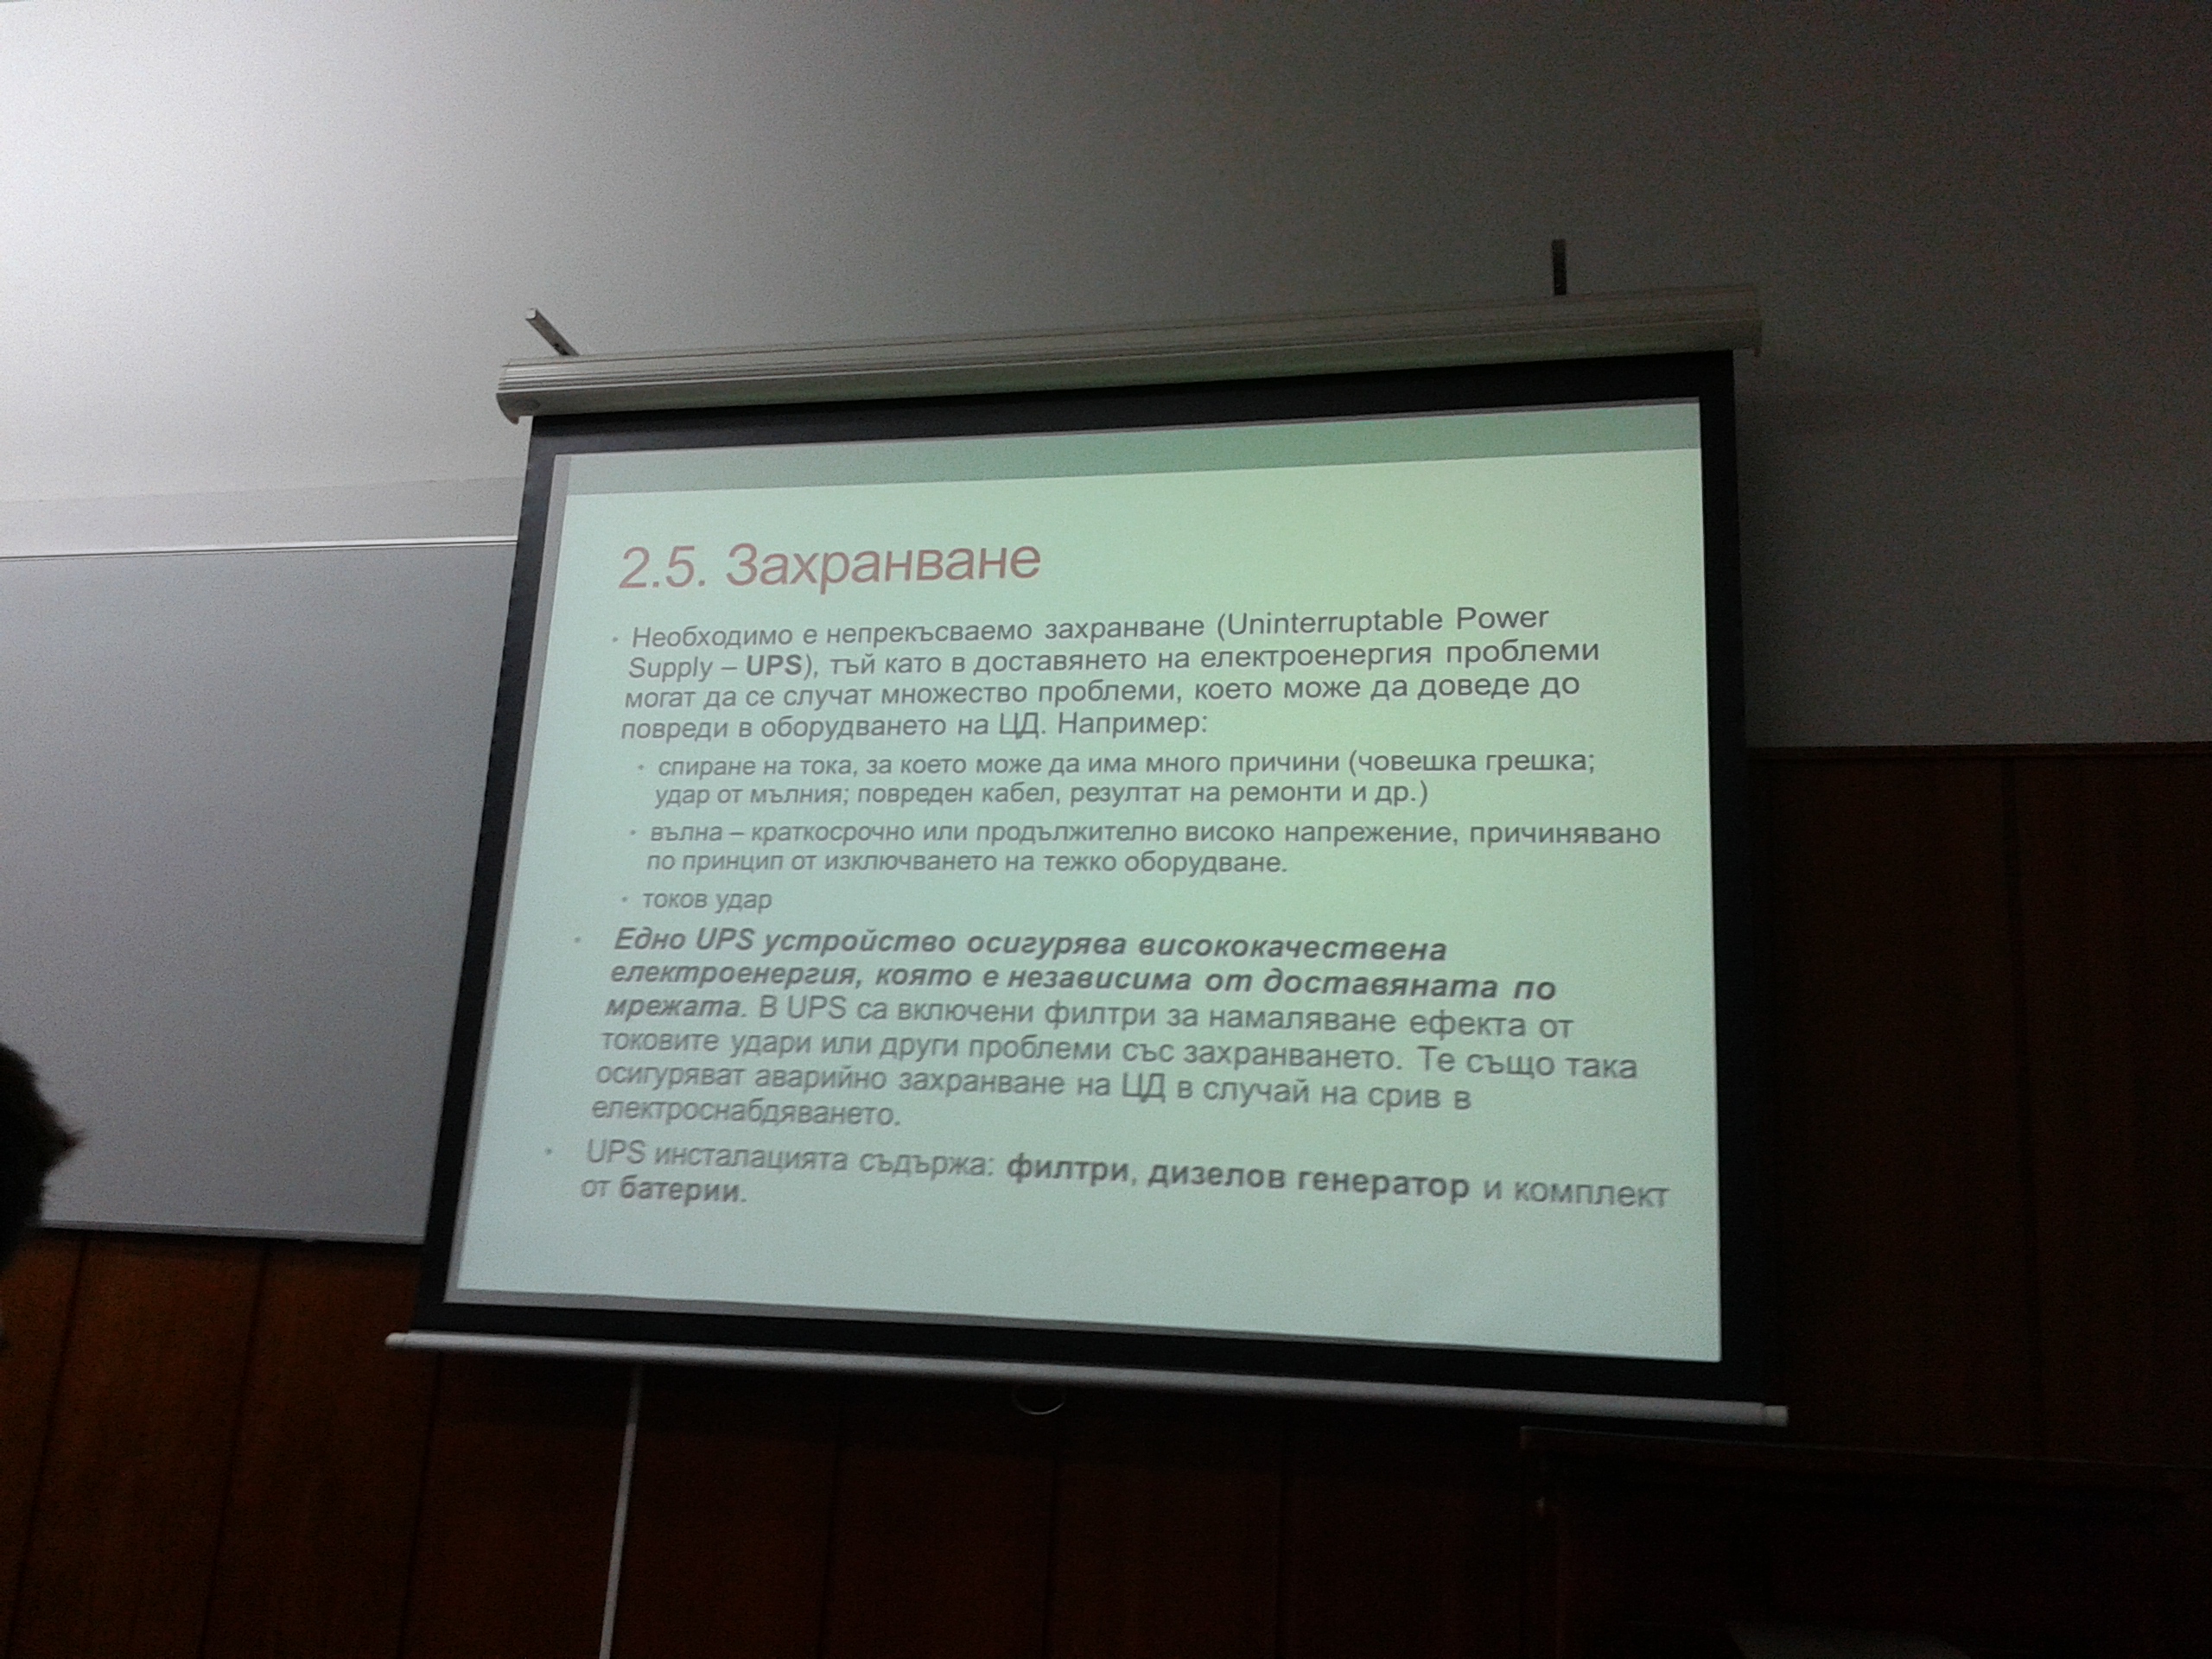 2.5. Захранване
• Необходимо е непрекъсваемо захранване (Uninterruptable Power
Supply – UPS), тъй като в доставянето на електроенергия проблеми
могат да се случат множество проблеми, което може да доведе до
повреди в оборудването на ЦД. Например:
• спиране на тока, за което може да има много причини (човешка грешка;
удар от мълния; повреден кабел, резултат на ремонти и др.)
• вълна – краткосрочно или продължително високо напрежение, причинявано
по принцип от изключването на тежко оборудване.
• токов удар
• Едно UPS устройство осигурява висококачествена
електроенергия, която е независима от доставяната по
мрежата. В UPS са включени филтри за намаляване ефекта от
токовите удари или други проблеми със захранването. Те също така
осигуряват аварийно захранване на ЦД в случай на срив в
електроснабдяването.
• UPS инсталацията съдържа: филтри, дизелов генератор и комплект
от батерии.